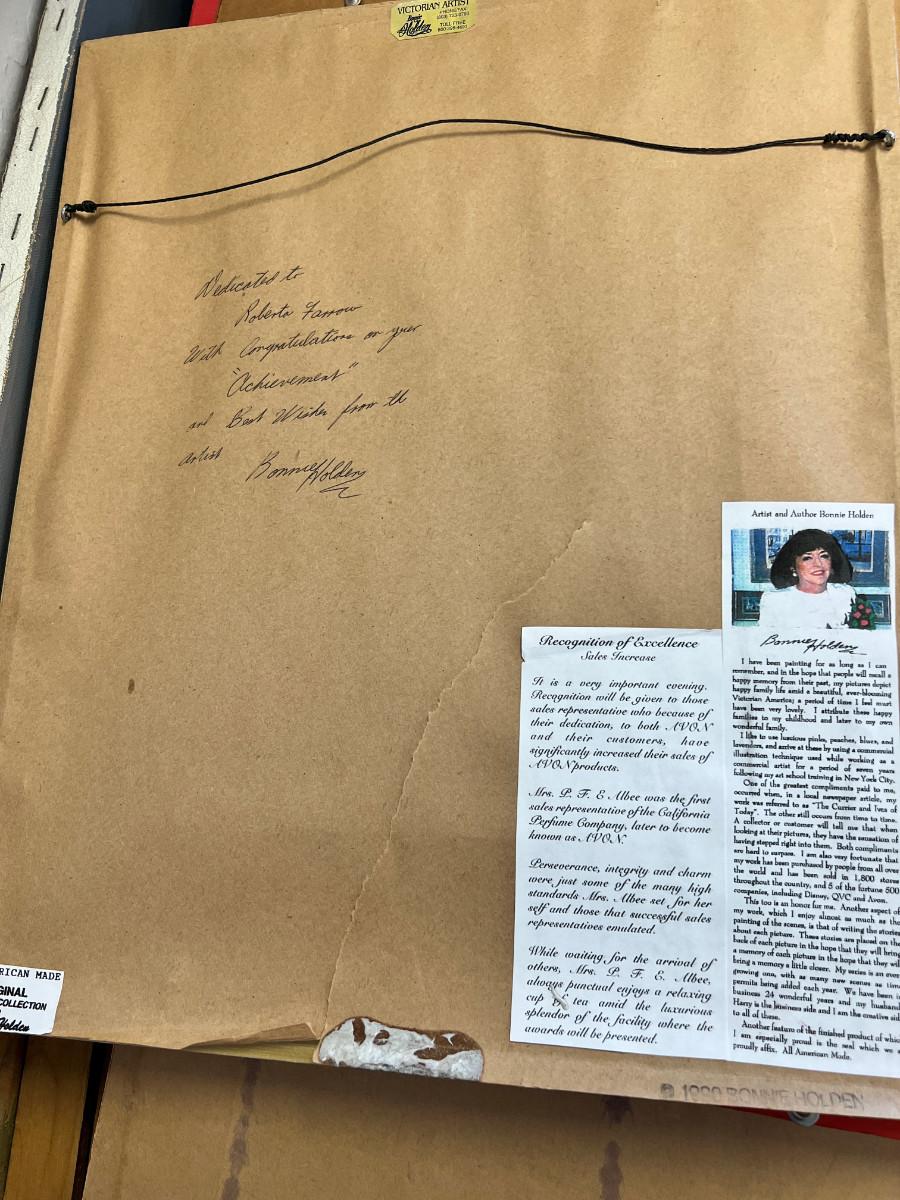 VICTORIAN ARTIST
Bonnie
Holden
TOLL FREE
Dedicated to
Roberta Farrow
With Congratulations on your
"Achievement"
and Best Wishes from the
artist Bonnie Holden
Artist and Author Bonnie Holden
Bonnie Holden
I have been painting for as long as I can
remember, and in the hope that people will recall a
happy memory from their past, my pictures depict
happy family life amid a beautiful, ever-blooming
Victorian America; a period of time I feel must
have been very lovely. I attribute these happy
families to my childhood and later to my own
wonderful family.
I like to use luscious pinks, peaches, blues, and
lavenders, and arrive at these by using a commercial
illustration technique used while working as a
commercial artist for a period of seven years
following my art school training in New York City.
One of the greatest compliments paid to me,
occurred when, in a local newspaper article, my
work was referred to as "The Currier and Ives of
Today". The other still occurs from time to time.
A collector or customer will tell me that when
looking at their pictures, they have the sensation of
having stepped right into them. Both compliments
are hard to surpass. I am also very fortunate that
my work has been purchased by people from all over
the world and has been sold in 1,800 stores
throughout the country, and 5 of the fortune 500
companies, including Disney, QVC and Avon.
This too is an honor for me. Another aspect of
my work, which I enjoy almost as much as the
painting of the scenes, is that of writing the stories
about each picture. These stories are placed on the
back of each picture in the hope that they will bring
a memory of each picture in the hope that they will
bring a memory a little closer. My series is an ever
growing one, with as many new scenes as time
permits being added each year. We have been in
business 24 wonderful years and my husband
Harry is the business side and I am the creative side
to all of these.
Another feature of the finished product of which
I am especially proud is the seal which we
proudly affix. All American Made.
Recognition of Excellence
Sales Increase
It is a very important evening.
Recognition will be given to those
sales representative who because of
their dedication, to both AVON
and their customers, have
significantly increased their sales of
AVON products.
Mrs. P. F. E Albee was the first
sales representative of the California
Perfume Company, later to become
known as AVON.
Perseverance, integrity and charm
were just some of the many high
standards Mrs. Albee set for her
self and those that successful sales
representatives emulated.
While waiting for the arrival of
others, Mrs. P. F. E. Albee,
always punctual enjoys a relaxing
cup of tea amid the luxurious
splendor of the facility where the
awards will be presented.
RICAN MADE
GINAL
COLLECTION
Holden
© 1999 BONNIE HOLDEN